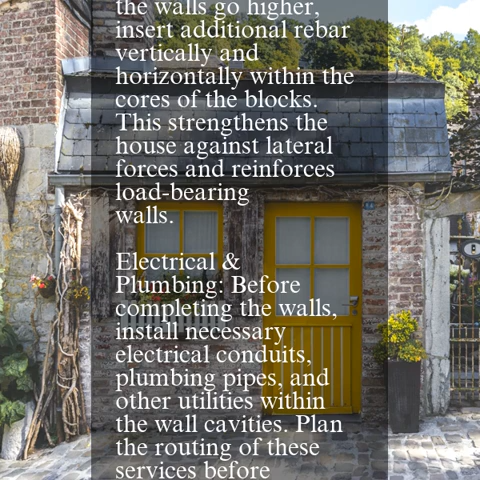 the walls go higher,
insert additional rebar
vertically and
horizontally within the
cores of the blocks.
This strengthens the
house against lateral
forces and reinforces
load-bearing
walls.

Electrical &
Plumbing: Before
completing the walls,
install necessary
electrical conduits,
plumbing pipes, and
other utilities within
the wall cavities. Plan
the routing of these
services before